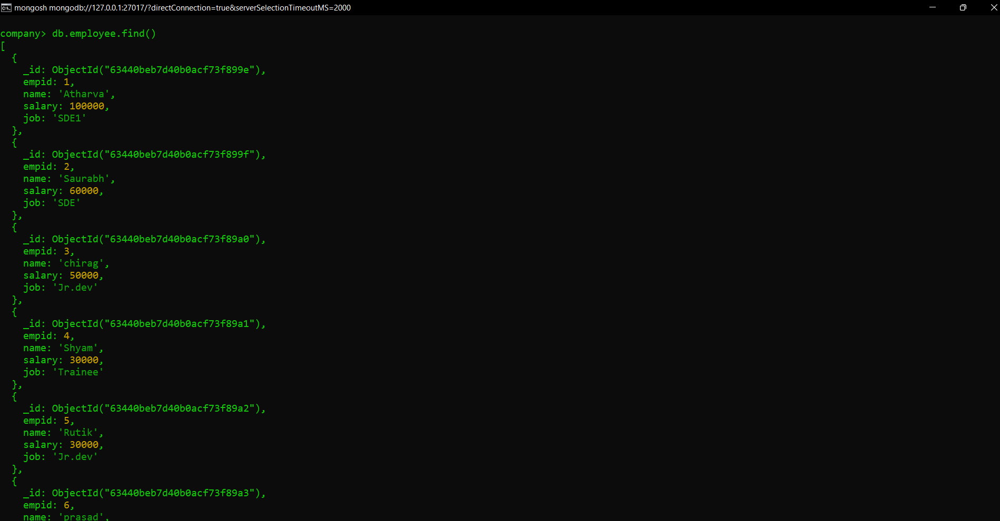 mongosh mongodb://127.0.0.1:27017/?directConnection=true&serverSelectionTimeoutMS=2000
company> db.employee.find()
[
  {
    _id: ObjectId("63440beb7d40b0acf73f899e"),
    empid: 1,
    name: 'Atharva',
    salary: 100000,
    job: 'SDE1'
  },
  {
    _id: ObjectId("63440beb7d40b0acf73f899f"),
    empid: 2,
    name: 'Saurabh',
    salary: 60000,
    job: 'SDE'
  },
  {
    _id: ObjectId("63440beb7d40b0acf73f89a0"),
    empid: 3,
    name: 'chirag',
    salary: 50000,
    job: 'Jr.dev'
  },
  {
    _id: ObjectId("63440beb7d40b0acf73f89a1"),
    empid: 4,
    name: 'Shyam',
    salary: 30000,
    job: 'Trainee'
  },
  {
    _id: ObjectId("63440beb7d40b0acf73f89a2"),
    empid: 5,
    name: 'Rutik',
    salary: 30000,
    job: 'Jr.dev'
  },
  {
    _id: ObjectId("63440beb7d40b0acf73f89a3"),
    empid: 6,
    name: 'prasad',